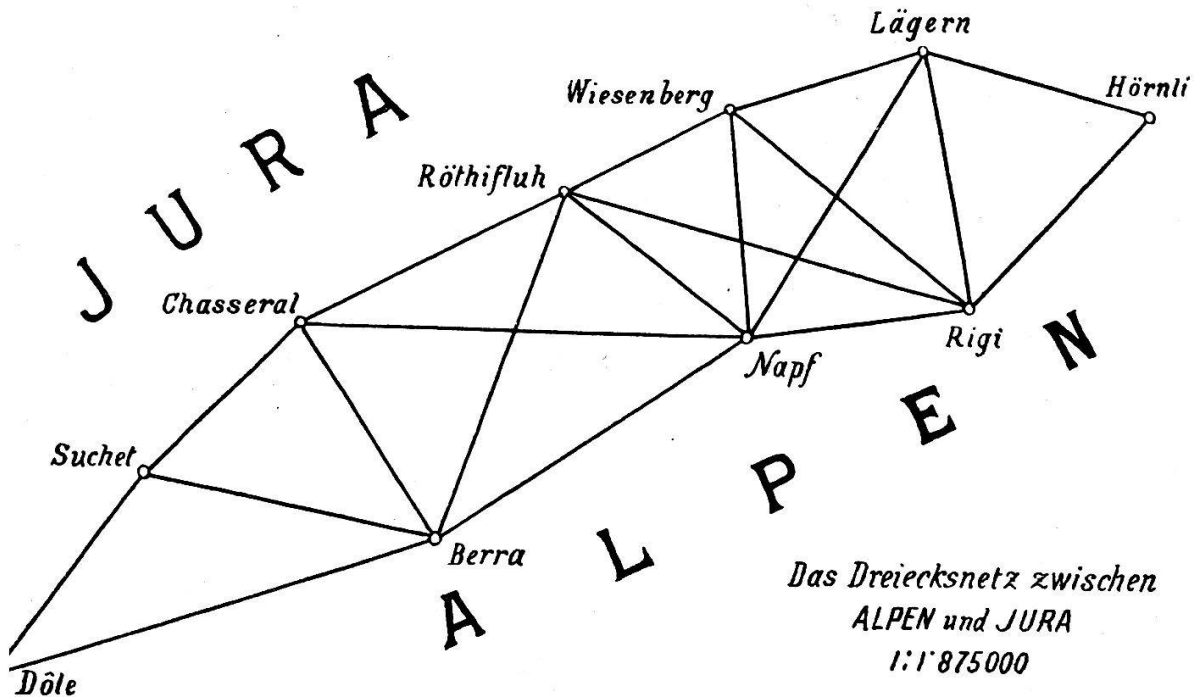 Lägern
Hörnli
Wiesenberg
JURA
Röthifluh
Chasseral
Rigi
Napf
Suchet
Berra
ALPEN
Das Dreiecksnetz zwischen
ALPEN und JURA
1:1'875000
Dôle